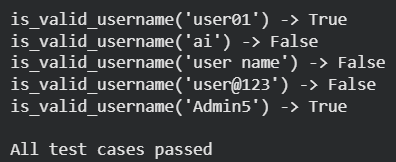 is_valid_username('user01') -> True
is_valid_username('ai') -> False
is_valid_username('user name') -> False
is_valid_username('user@123') -> False
is_valid_username('Admin5') -> True
All test cases passed